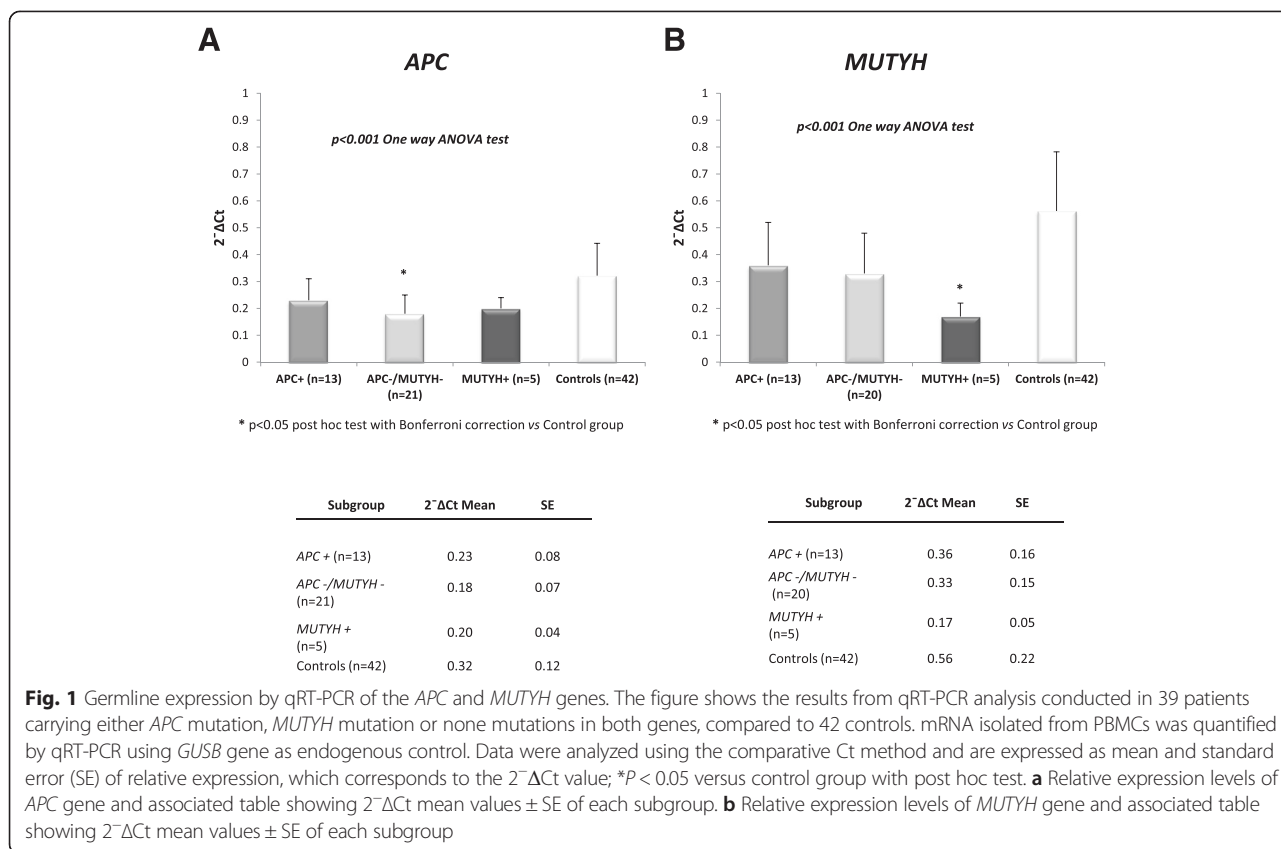 A
APC
1
0.9
0.8
0.7
0.6
0.5
0.4
0.3
0.2
0.1
0
2⁻ΔCt
p<0.001 One way ANOVA test
*
APC+ (n=13)
APC-/MUTYH-
(n=21)
MUTYH+ (n=5)
Controls (n=42)
* p<0.05 post hoc test with Bonferroni correction vs Control group
Subgroup 2⁻ΔCt Mean SE
APC + (n=13) 0.23 0.08
APC -/MUTYH - 0.18 0.07
(n=21)
MUTYH + 0.20 0.04
(n=5)
Controls (n=42) 0.32 0.12
B
MUTYH
1
0.9
0.8
0.7
0.6
0.5
0.4
0.3
0.2
0.1
0
2⁻ΔCt
p<0.001 One way ANOVA test
*
APC+ (n=13)
APC-/MUTYH-
(n=20)
MUTYH+ (n=5)
Controls (n=42)
* p<0.05 post hoc test with Bonferroni correction vs Control group
Subgroup 2⁻ΔCt Mean SE
APC + (n=13) 0.36 0.16
APC -/MUTYH - 0.33 0.15
(n=20)
MUTYH + 0.17 0.05
(n=5)
Controls (n=42) 0.56 0.22
Fig. 1 Germline expression by qRT-PCR of the APC and MUTYH genes. The figure shows the results from qRT-PCR analysis conducted in 39 patients
carrying either APC mutation, MUTYH mutation or none mutations in both genes, compared to 42 controls. mRNA isolated from PBMCs was quantified
by qRT-PCR using GUSB gene as endogenous control. Data were analyzed using the comparative Ct method and are expressed as mean and standard
error (SE) of relative expression, which corresponds to the 2⁻ΔCt value; *P < 0.05 versus control group with post hoc test. a Relative expression levels of
APC gene and associated table showing 2⁻ΔCt mean values ± SE of each subgroup. b Relative expression levels of MUTYH gene and associated table
showing 2⁻ΔCt mean values ± SE of each subgroup